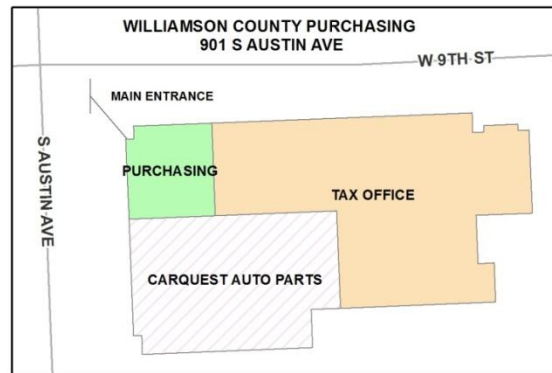 WILLIAMSON COUNTY PURCHASING
901 S AUSTIN AVE
W 9TH ST
MAIN ENTRANCE
S AUSTIN AVE
PURCHASING
TAX OFFICE
CARQUEST AUTO PARTS